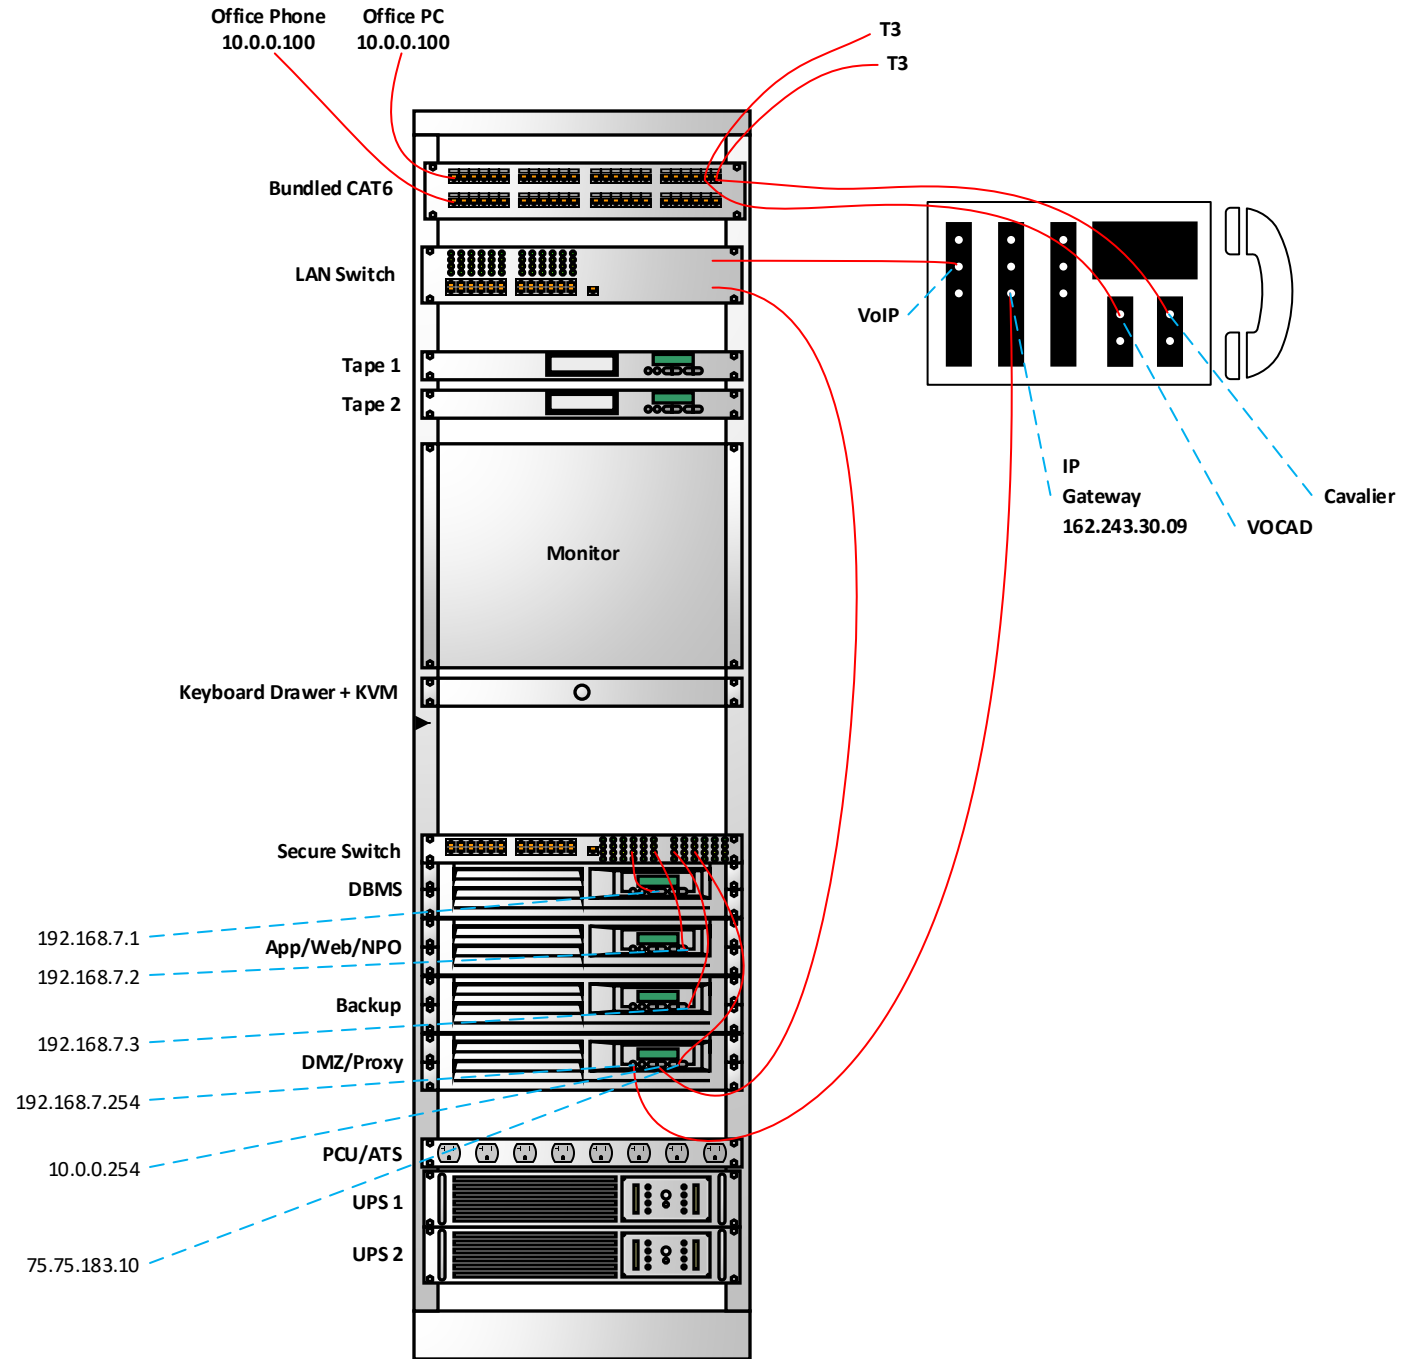 Office Phone
10.0.0.100
Office PC
10.0.0.100
T3
T3
Bundled CAT6
LAN Switch
VoIP
Tape 1
Tape 2
IP
Gateway
162.243.30.09
Cavalier
VOCAD
Monitor
Keyboard Drawer + KVM
Secure Switch
DBMS
192.168.7.1
App/Web/NPO
192.168.7.2
Backup
192.168.7.3
DMZ/Proxy
192.168.7.254
10.0.0.254
PCU/ATS
UPS 1
UPS 2
75.75.183.10